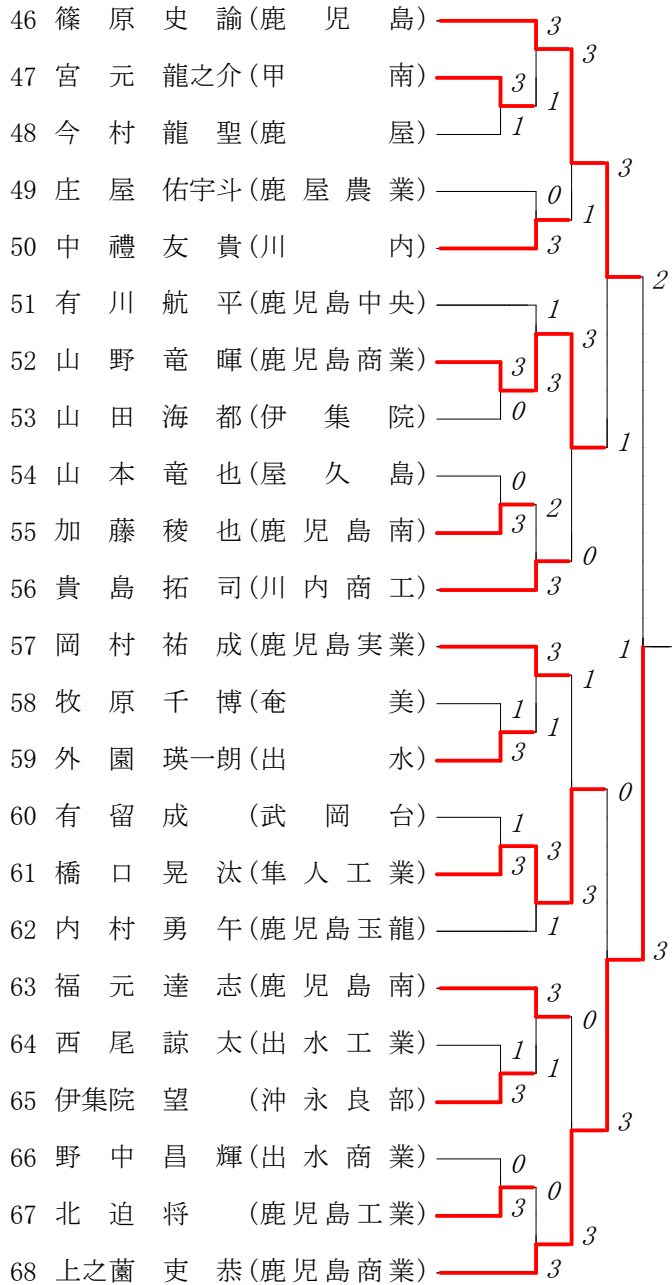 46 篠原史諭(鹿児島)
3
3
47 宮元龍之介(甲南)
3
1
48 今村龍聖(鹿屋)
1
3
49 庄屋佑宇斗(鹿屋農業)
0
1
50 中禮友貴(川内)
3
2
51 有川航平(鹿児島中央)
1
3
52 山野竜暉(鹿児島商業)
3
3
53 山田海都(伊集院)
0
1
54 山本竜也(屋久島)
0
2
55 加藤稜也(鹿児島南)
3
0
56 貴島拓司(川内商工)
3
57 岡村祐成(鹿児島実業)
3
1
1
58 牧原千博(奄美)
1
1
59 外園瑛一朗(出水)
3
0
60 有留成(武岡台)
1
3
61 橋口晃汰(隼人工業)
3
3
62 内村勇午(鹿児島玉龍)
1
3
63 福元達志(鹿児島南)
3
0
64 西尾諒太(出水工業)
1
1
65 伊集院望(沖永良部)
3
3
66 野中昌輝(出水商業)
0
0
67 北迫将(鹿児島工業)
3
3
68 上之薗吏恭(鹿児島商業)
3